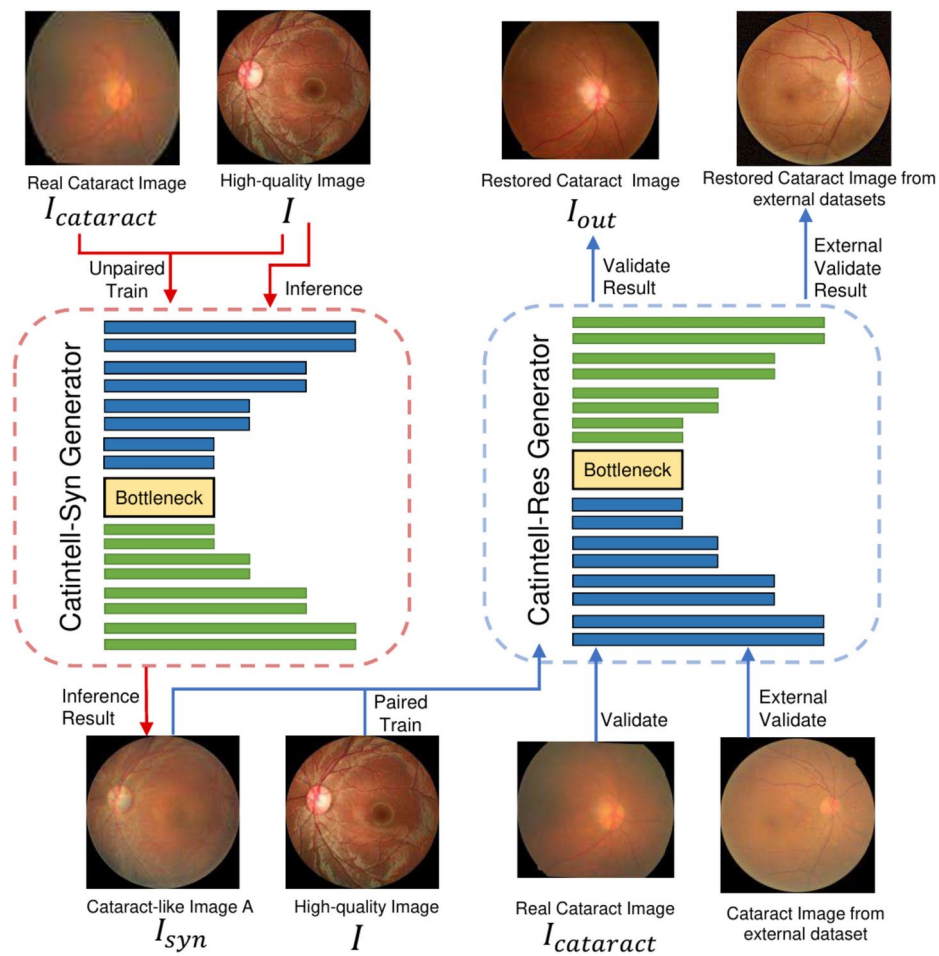 Real Cataract Image
I_cataract
High-quality Image
I
Restored Cataract Image
I_out
Restored Cataract Image from
external datasets
Unpaired
Train
Inference
Validate
Result
External
Validate
Result
Catintell-Syn Generator
Bottleneck
Catintell-Res Generator
Bottleneck
Inference
Result
Paired
Train
Validate
External
Validate
Cataract-like Image A
I_syn
High-quality Image
I
Real Cataract Image
I_cataract
Cataract Image from
external dataset